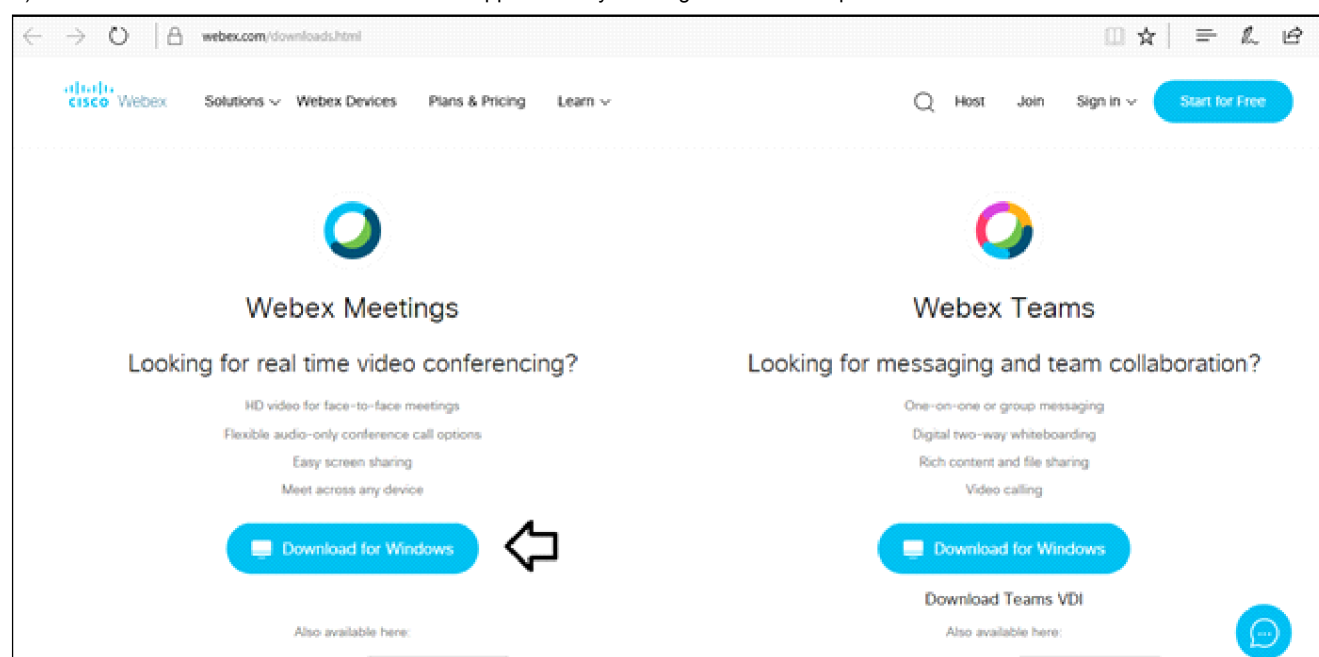 webex.com/downloads.html
cisco Webex Solutions Webex Devices Plans & Pricing Learn Host Join Sign in Start for Free
Webex Meetings
Looking for real time video conferencing?
HD video for face-to-face meetings
Flexible audio-only conference call options
Easy screen sharing
Meet across any device
Download for Windows
Also available here:
Webex Teams
Looking for messaging and team collaboration?
One-on-one or group messaging
Digital two-way whiteboarding
Rich content and file sharing
Video calling
Download for Windows
Download Teams VDI
Also available here: